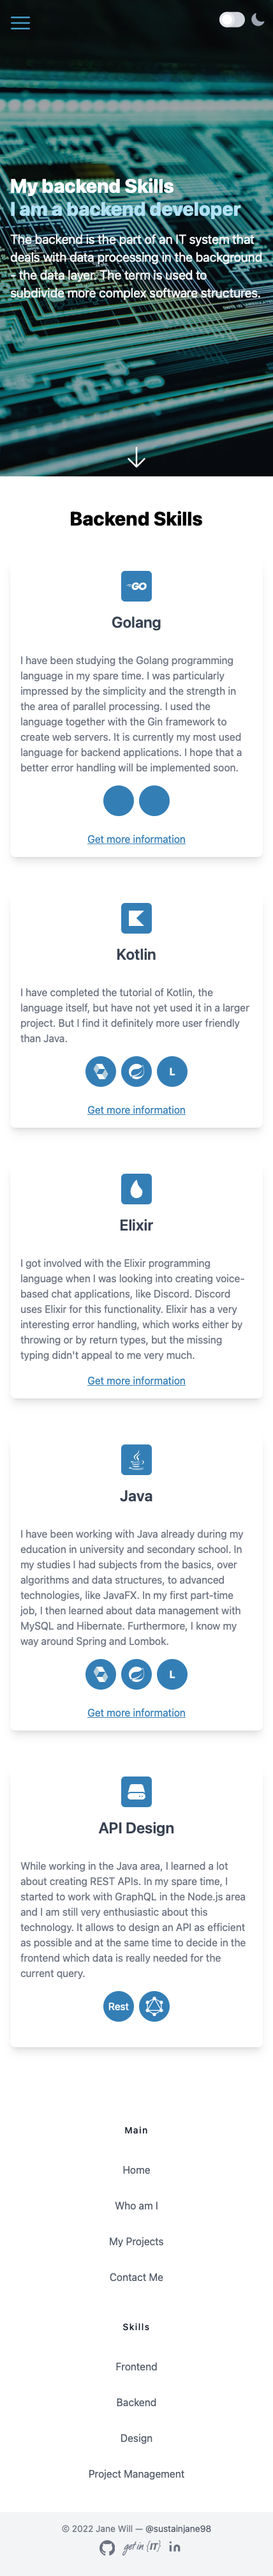 My backend Skills
I am a backend developer
The backend is the part of an IT system that
deals with data processing in the background
- the data layer. The term is used to
subdivide more complex software structures.
Backend Skills
GO
Golang
I have been studying the Golang programming
language in my spare time. I was particularly
impressed by the simplicity and the strength in
the area of parallel processing. I used the
language together with the Gin framework to
create web servers. It is currently my most used
language for backend applications. I hope that a
better error handling will be implemented soon.
Get more information
Kotlin
I have completed the tutorial of Kotlin, the
language itself, but have not yet used it in a larger
project. But I find it definitely more user friendly
than Java.
L
Get more information
Elixir
I got involved with the Elixir programming
language when I was looking into creating voice-
based chat applications, like Discord. Discord
uses Elixir for this functionality. Elixir has a very
interesting error handling, which works either by
throwing or by return types, but the missing
typing didn't appeal to me very much.
Get more information
Java
I have been working with Java already during my
education in university and secondary school. In
my studies I had subjects from the basics, over
algorithms and data structures, to advanced
technologies, like JavaFX. In my first part-time
job, I then learned about data management with
MySQL and Hibernate. Furthermore, I know my
way around Spring and Lombok.
L
Get more information
API Design
While working in the Java area, I learned a lot
about creating REST APIs. In my spare time, I
started to work with GraphQL in the Node.js area
and I am still very enthusiastic about this
technology. It allows to design an API as efficient
as possible and at the same time to decide in the
frontend which data is really needed for the
current query.
Rest
Main
Home
Who am I
My Projects
Contact Me
Skills
Frontend
Backend
Design
Project Management
© 2022 Jane Will — @sustainjane98
get in {IT} in